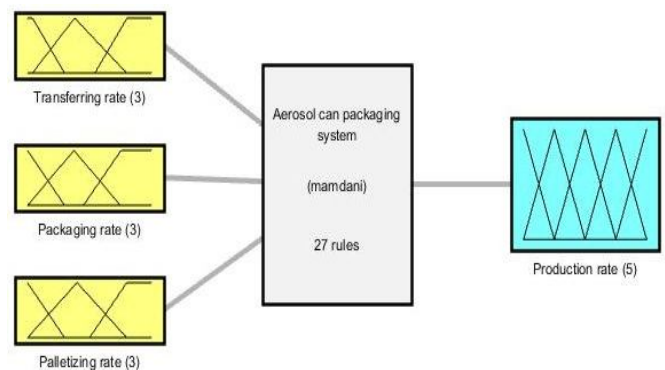 Transferring rate (3)
Packaging rate (3)
Palletizing rate (3)
Aerosol can packaging
system
(mamdani)
27 rules
Production rate (5)